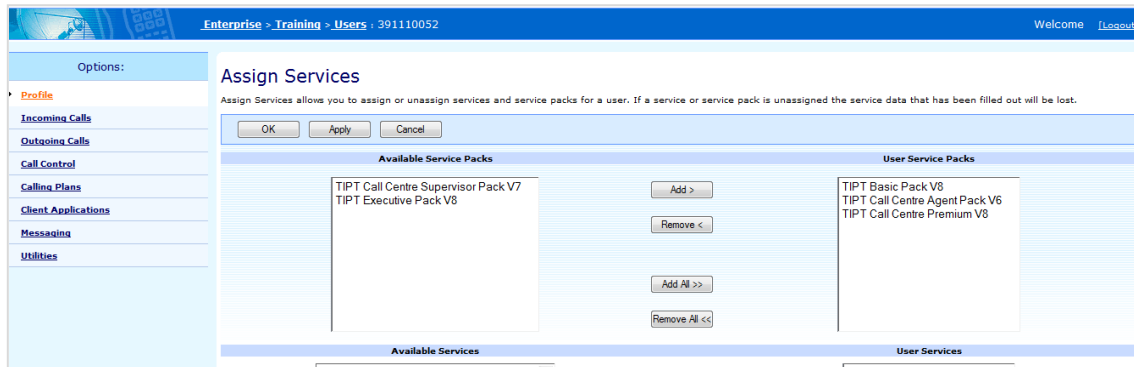 Enterprise > Training > Users : 391110052
Welcome [Logout
Options:
Profile
Incoming Calls
Outgoing Calls
Call Control
Calling Plans
Client Applications
Messaging
Utilities
Assign Services
Assign Services allows you to assign or unassign services and service packs for a user. If a service or service pack is unassigned the service data that has been filled out will be lost.
OK Apply Cancel
Available Service Packs User Service Packs
TIPT Call Centre Supervisor Pack V7
TIPT Executive Pack V8
Add >
Remove <
Add All >>
Remove All <<
TIPT Basic Pack V8
TIPT Call Centre Agent Pack V6
TIPT Call Centre Premium V8
Available Services User Services